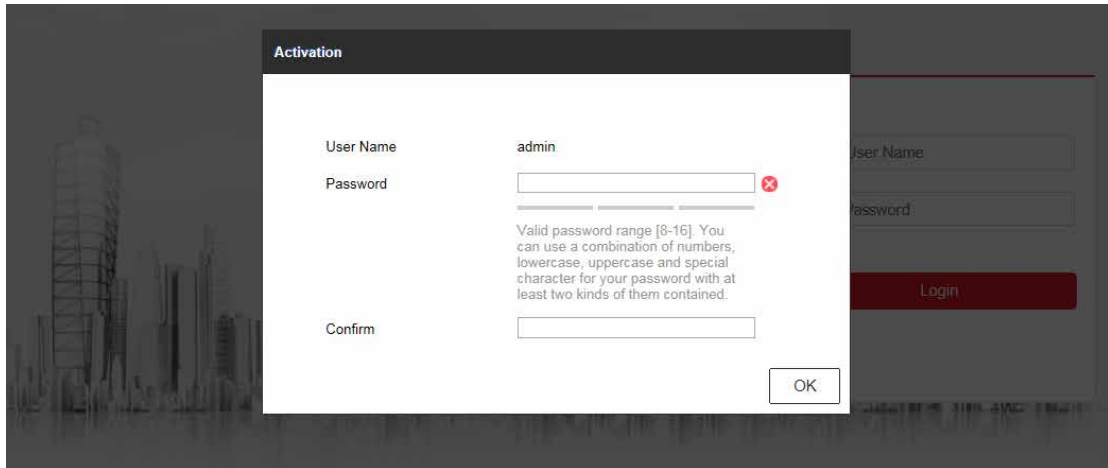 Activation
User Name
admin
Password
Valid password range [8-16]. You
can use a combination of numbers,
lowercase, uppercase and special
character for your password with at
least two kinds of them contained.
Confirm
OK
User Name
Password
Login